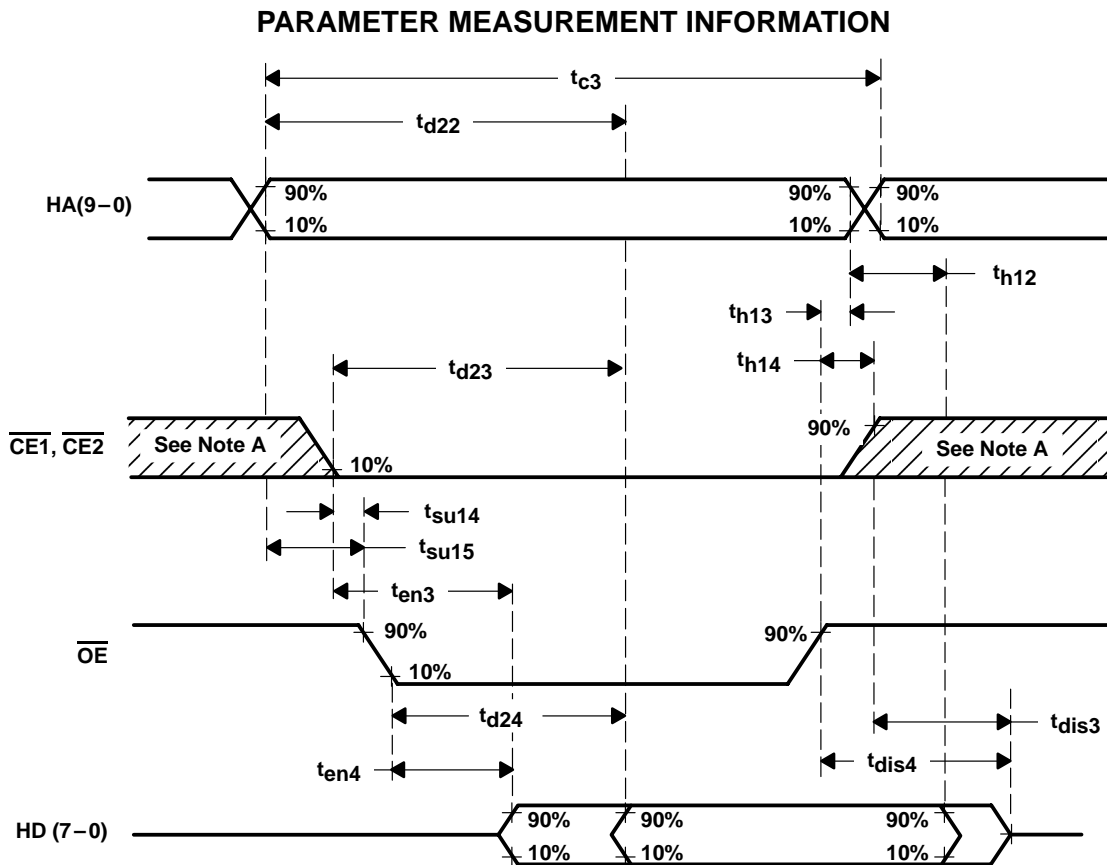 PARAMETER MEASUREMENT INFORMATION
tc3
td22
HA(9–0)
90% 90% 90%
10% 10% 10%
th12
th13
th14
td23
CE1, CE2
See Note A
90%
See Note A
10%
tsu14
tsu15
ten3
OE
90% 90%
10%
td24
tdis3
ten4
tdis4
HD (7–0)
90% 90% 90%
10% 10% 10%